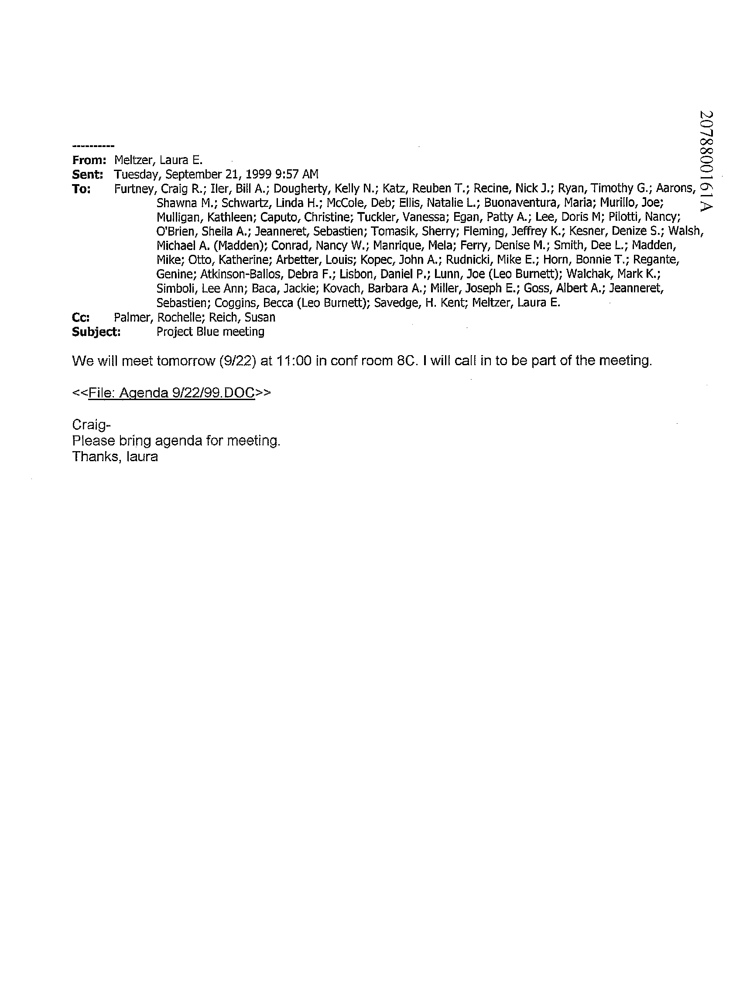 2078800161A
----------
From: Meltzer, Laura E.
Sent: Tuesday, September 21, 1999 9:57 AM
To: Furtney, Craig R.; Iler, Bill A.; Dougherty, Kelly N.; Katz, Reuben T.; Recine, Nick J.; Ryan, Timothy G.; Aarons,
Shawna M.; Schwartz, Linda H.; McCole, Deb; Ellis, Natalie L.; Buonaventura, Maria; Murillo, Joe;
Mulligan, Kathleen; Caputo, Christine; Tuckler, Vanessa; Egan, Patty A.; Lee, Doris M; Pilotti, Nancy;
O'Brien, Sheila A.; Jeanneret, Sebastien; Tomasik, Sherry; Fleming, Jeffrey K.; Kesner, Denize S.; Walsh,
Michael A. (Madden); Conrad, Nancy W.; Manrique, Mela; Ferry, Denise M.; Smith, Dee L.; Madden,
Mike; Otto, Katherine; Arbetter, Louis; Kopec, John A.; Rudnicki, Mike E.; Horn, Bonnie T.; Regante,
Genine; Atkinson-Ballos, Debra F.; Lisbon, Daniel P.; Lunn, Joe (Leo Burnett); Walchak, Mark K.;
Simboli, Lee Ann; Baca, Jackie; Kovach, Barbara A.; Miller, Joseph E.; Goss, Albert A.; Jeanneret,
Sebastien; Coggins, Becca (Leo Burnett); Savedge, H. Kent; Meltzer, Laura E.
Cc: Palmer, Rochelle; Reich, Susan
Subject: Project Blue meeting
We will meet tomorrow (9/22) at 11:00 in conf room 8C. I will call in to be part of the meeting.
<<File: Agenda 9/22/99.DOC>>
Craig-
Please bring agenda for meeting.
Thanks, laura